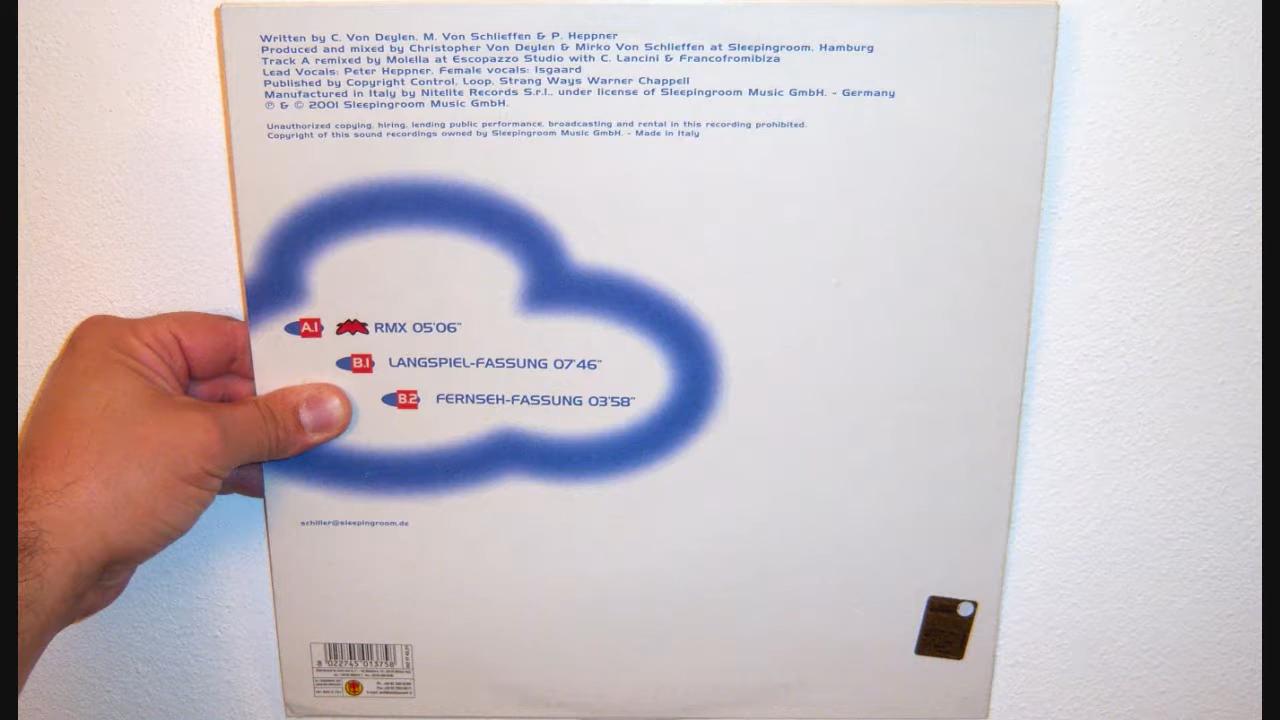 Written by C. Von Deylen, M. Von Schlieffen & P. Heppner
Produced and mixed by Christopher Von Deylen & Mirko Von Schlieffen at Sleepingroom, Hamburg
Track A remixed by Molella at Escopazzo Studio with C. Lancini & Francofromibiza
Lead Vocals: Peter Heppner, Female vocals: Isgaard
Published by Copyright Control, Loop, Strang Ways Warner Chappell
Manufactured in Italy by Nitelite Records S.r.l., under license of Sleepingroom Music GmbH. - Germany
℗ & © 2001 Sleepingroom Music GmbH.
Unauthorized copying, hiring, lending public performance, broadcasting and rental in this recording prohibited.
Copyright of this sound recordings owned by Sleepingroom Music GmbH. - Made in Italy
A.1 RMX 05'06"
B.1 LANGSPIEL-FASSUNG 07'46"
B.2 FERNSEH-FASSUNG 03'58"
schiller@sleepingroom.de
8 022745 013758